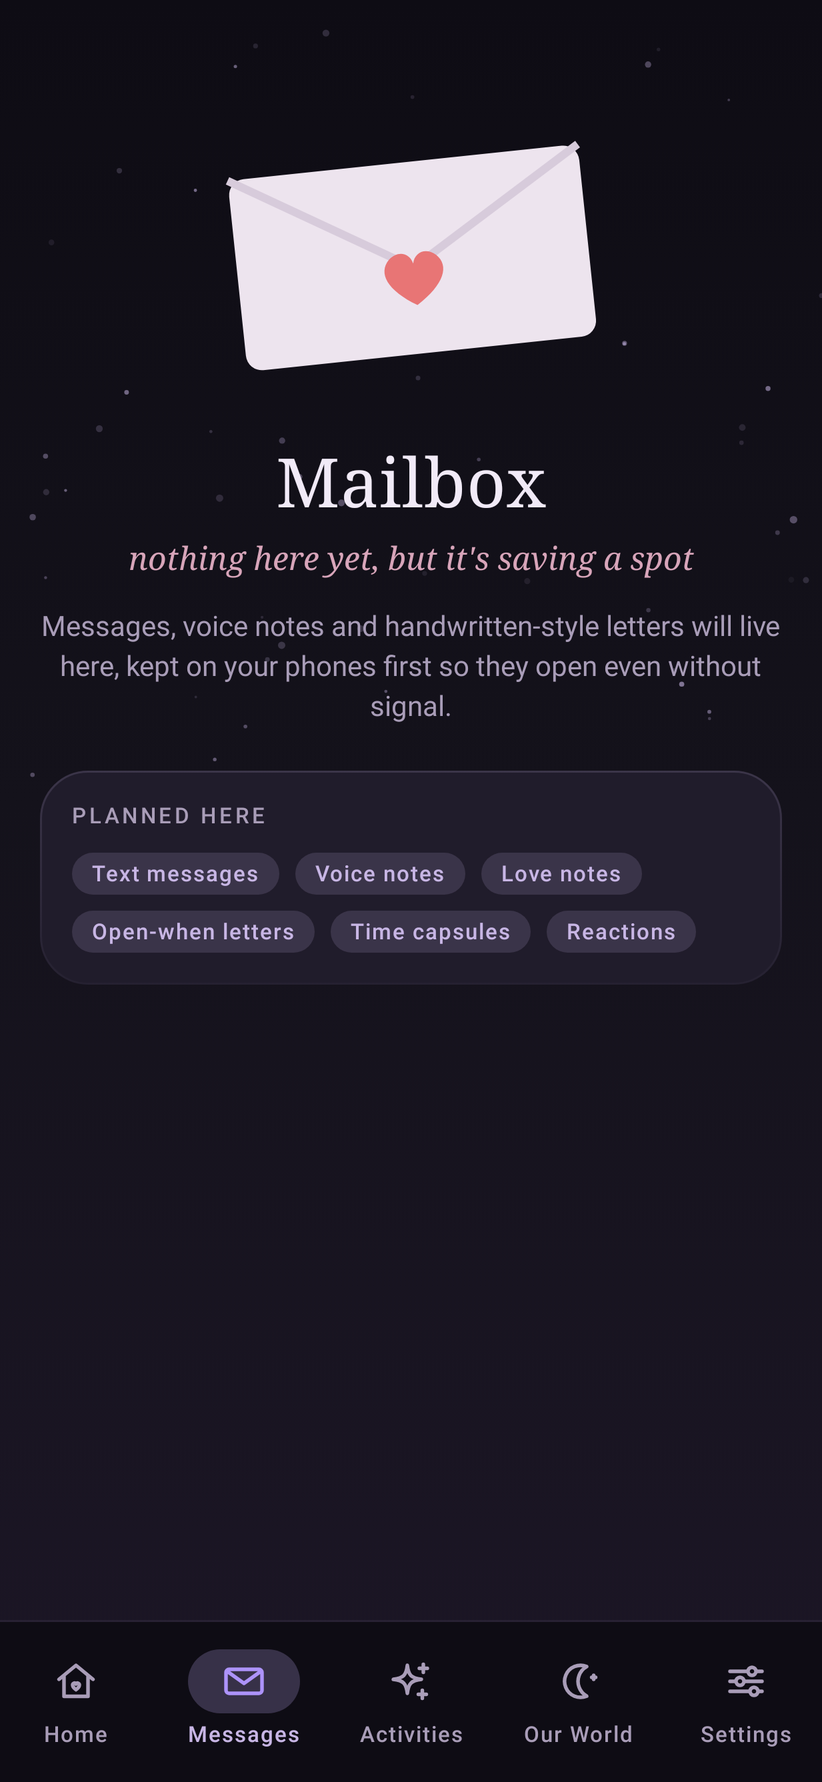 Mailbox
nothing here yet, but it's saving a spot
Messages, voice notes and handwritten-style letters will live
here, kept on your phones first so they open even without
signal.
PLANNED HERE
Text messages Voice notes Love notes
Open-when letters Time capsules Reactions
Home Messages Activities Our World Settings